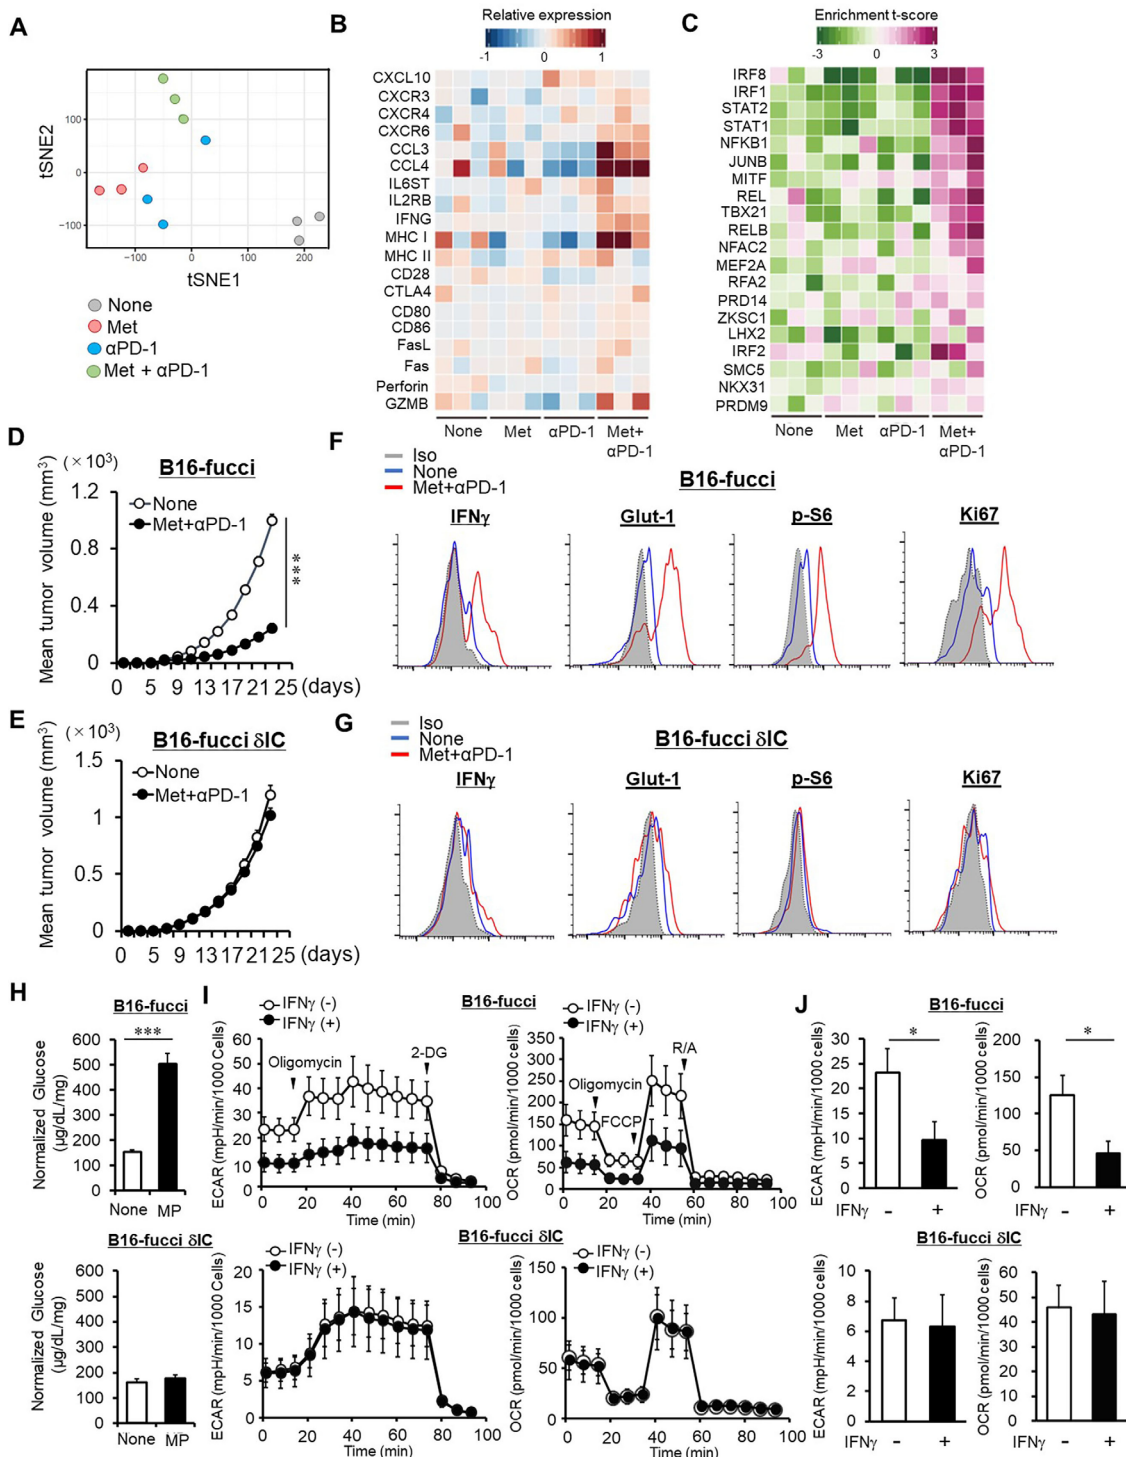 A
tSNE2
100
0
−100
−100
0
100
200
tSNE1
None
Met
αPD-1
Met + αPD-1
B
Relative expression
-1
0
1
CXCL10
CXCR3
CXCR4
CXCR6
CCL3
CCL4
IL6ST
IL2RB
IFNG
MHC I
MHC II
CD28
CTLA4
CD80
CD86
FasL
Fas
Perforin
GZMB
None
Met
αPD-1
Met+
αPD-1
C
Enrichment t-score
-3
0
3
IRF8
IRF1
STAT2
STAT1
NFKB1
JUNB
MITF
REL
TBX21
RELB
NFAC2
MEF2A
RFA2
PRD14
ZKSC1
LHX2
IRF2
SMC5
NKX31
PRDM9
None
Met
αPD-1
Met+
αPD-1
D
(×10³)
B16-fucci
Mean tumor volume (mm³)
1.2
0.8
0.4
0
None
Met+αPD-1
***
0 5 9 13 17 21 25 (days)
E
(×10³)
B16-fucci δIC
Mean tumor volume (mm³)
1.5
1
0.5
0
None
Met+αPD-1
0 5 9 13 17 21 25 (days)
F
Iso
None
Met+αPD-1
B16-fucci
IFNγ
Glut-1
p-S6
Ki67
G
Iso
None
Met+αPD-1
B16-fucci δIC
IFNγ
Glut-1
p-S6
Ki67
H
B16-fucci
Normalized Glucose
(μg/dL/mg)
600
500
400
300
200
100
0
***
None MP
B16-fucci δIC
Normalized Glucose
(μg/dL/mg)
600
500
400
300
200
100
0
None MP
I
B16-fucci
IFNγ (-)
IFNγ (+)
ECAR (mpH/min/1000 Cells)
60
50
40
30
20
10
0
Oligomycin
2-DG
0 20 40 60 80 100
Time (min)
IFNγ (-)
IFNγ (+)
OCR (pmol/min/1000 cells)
350
300
250
200
150
100
50
0
Oligomycin
FCCP
R/A
0 20 40 60 80 100
Time (min)
B16-fucci δIC
IFNγ (-)
IFNγ (+)
ECAR (mpH/min/1000 Cells)
20
15
10
5
0
0 20 40 60 80 100
Time (min)
IFNγ (-)
IFNγ (+)
OCR (pmol/min/1000 cells)
150
100
50
0
0 20 40 60 80 100
Time (min)
J
B16-fucci
ECAR (mpH/min/1000 cells)
30
25
20
15
10
5
0
*
IFNγ - +
OCR (pmol/min/1000 cells)
200
150
100
50
0
*
IFNγ - +
B16-fucci δIC
ECAR (mpH/min/1000 cells)
10
8
6
4
2
0
IFNγ - +
OCR (pmol/min/1000 cells)
60
50
40
30
20
10
0
IFNγ - +